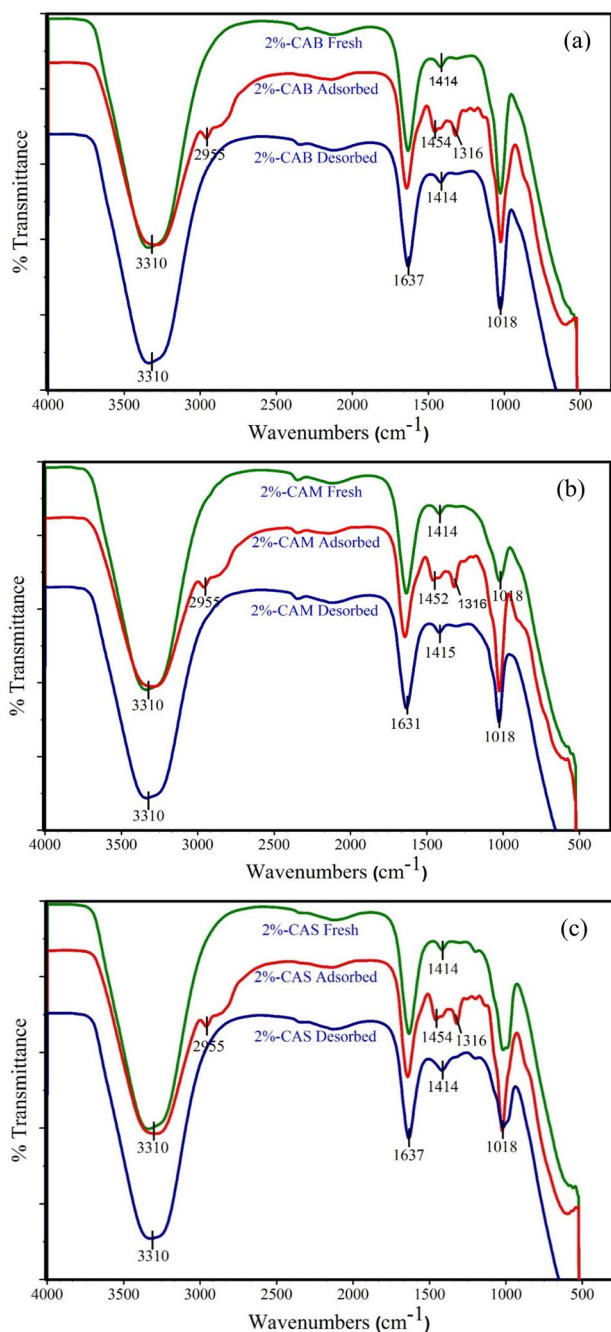 (a)
2%-CAB Fresh
1414
2%-CAB Adsorbed
2955
1454
1316
2%-CAB Desorbed
1414
3310
1637
1018
3310
% Transmittance
4000 3500 3000 2500 2000 1500 1000 500
Wavenumbers (cm-1)
(b)
2%-CAM Fresh
1414
2%-CAM Adsorbed
2955
1452
1316
1018
2%-CAM Desorbed
1415
3310
1631
1018
3310
% Transmittance
4000 3500 3000 2500 2000 1500 1000 500
Wavenumbers (cm-1)
(c)
2%-CAS Fresh
1414
2%-CAS Adsorbed
2955
1454
1316
2%-CAS Desorbed
1414
3310
1637
1018
3310
% Transmittance
4000 3500 3000 2500 2000 1500 1000 500
Wavenumbers (cm-1)